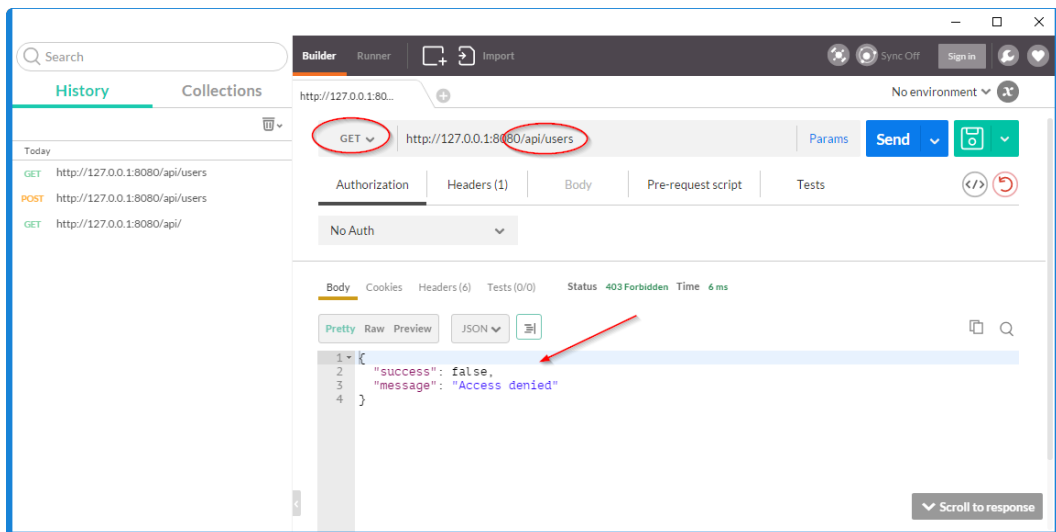 Search
Builder Runner Import Sync Off Sign in
History Collections
http://127.0.0.1:80... No environment
Today
GET http://127.0.0.1:8080/api/users
POST http://127.0.0.1:8080/api/users
GET http://127.0.0.1:8080/api/
GET http://127.0.0.1:8080/api/users Params Send
Authorization Headers (1) Body Pre-request script Tests
No Auth
Body Cookies Headers (6) Tests (0/0) Status 403 Forbidden Time 6 ms
Pretty Raw Preview JSON
1 {
2 "success": false,
3 "message": "Access denied"
4 }
Scroll to response